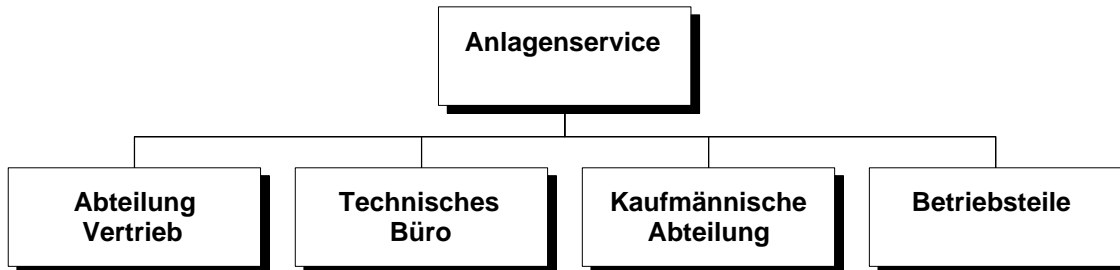 Anlagenservice
Abteilung
Vertrieb
Technisches
Büro
Kaufmännische
Abteilung
Betriebsteile